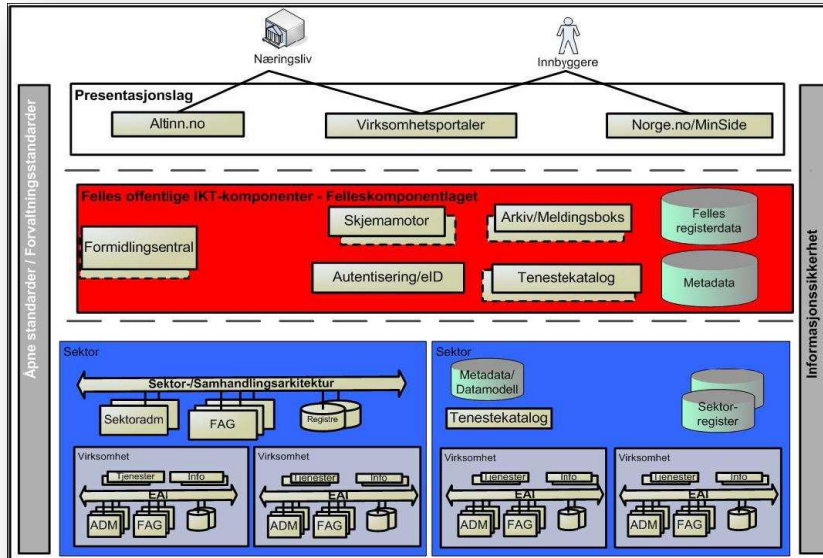 Næringsliv
Innbyggere
Presentasjonslag
Altinn.no
Virksomhetsportaler
Norge.no/MinSide
Åpne standarder / Forvaltningsstandarder
Informasjonssikkerhet
Felles offentlige IKT-komponenter - Felleskomponentlaget
Formidlingsentral
Skjemamotor
Arkiv/Meldingsboks
Felles
registerdata
Autentisering/eID
Tenestekatalog
Metadata
Sektor
Sektor-/Samhandlingsarkitektur
Sektoradm
FAG
Registre
Virksomhet
Tjenester
Info
EAI
ADM
FAG
Virksomhet
Tjenester
Info
EAI
ADM
FAG
Sektor
Metadata/
Datamodell
Tenestekatalog
Sektor-
register
Virksomhet
Tjenester
Info
EAI
ADM
FAG
Virksomhet
Tjenester
Info
EAI
ADM
FAG